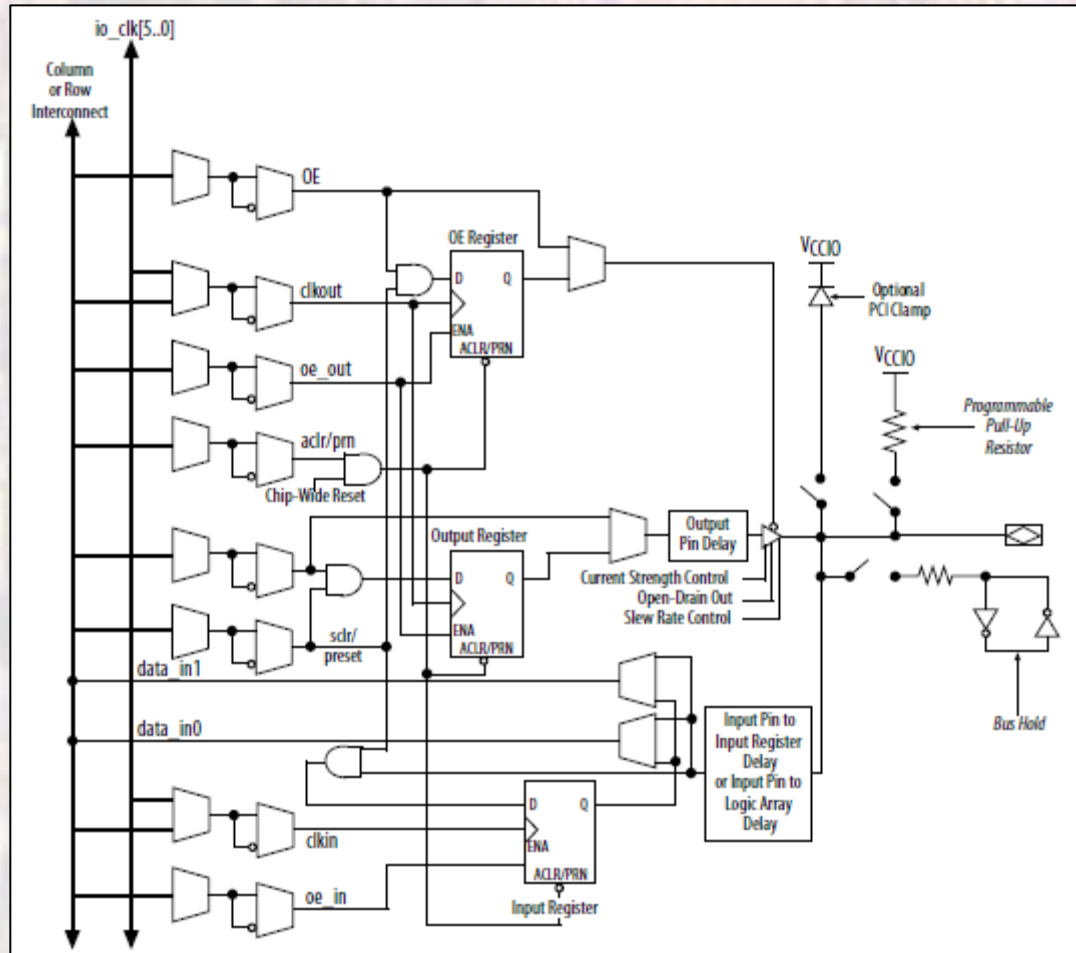 io_clk[5..0]
Column
or Row
Interconnect
OE
OE Register
D
Q
ENA
ACLR/PRN
clkout
oe_out
aclr/prn
Chip-Wide Reset
VCCIO
Optional
PCI Clamp
VCCIO
Programmable
Pull-Up
Resistor
Output Register
D
Q
ENA
ACLR/PRN
Output
Pin Delay
Current Strength Control
Open-Drain Out
Slew Rate Control
sclr/
preset
data_in1
data_in0
Input Pin to
Input Register
Delay
or Input Pin to
Logic Array
Delay
Bus Hold
D
Q
ENA
ACLR/PRN
clkin
oe_in
Input Register